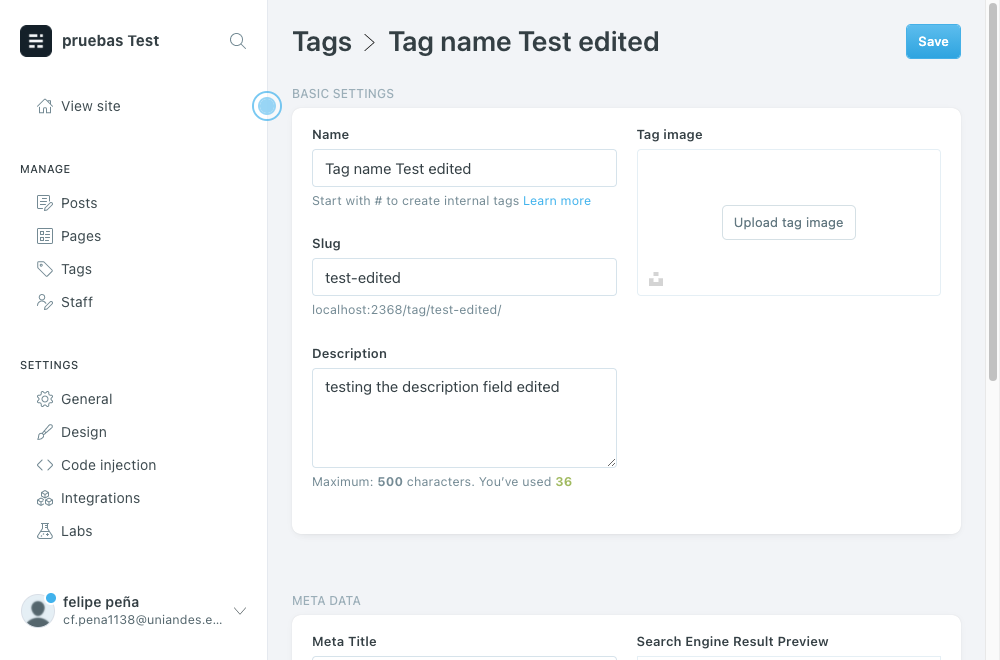 pruebas Test
View site
MANAGE
Posts
Pages
Tags
Staff
SETTINGS
General
Design
Code injection
Integrations
Labs
felipe peña
cf.pena1138@uniandes.e...
Tags > Tag name Test edited
Save
BASIC SETTINGS
Name
Tag name Test edited
Start with # to create internal tags Learn more
Slug
test-edited
localhost:2368/tag/test-edited/
Description
testing the description field edited
Maximum: 500 characters. You've used 36
Tag image
Upload tag image
META DATA
Meta Title
Search Engine Result Preview